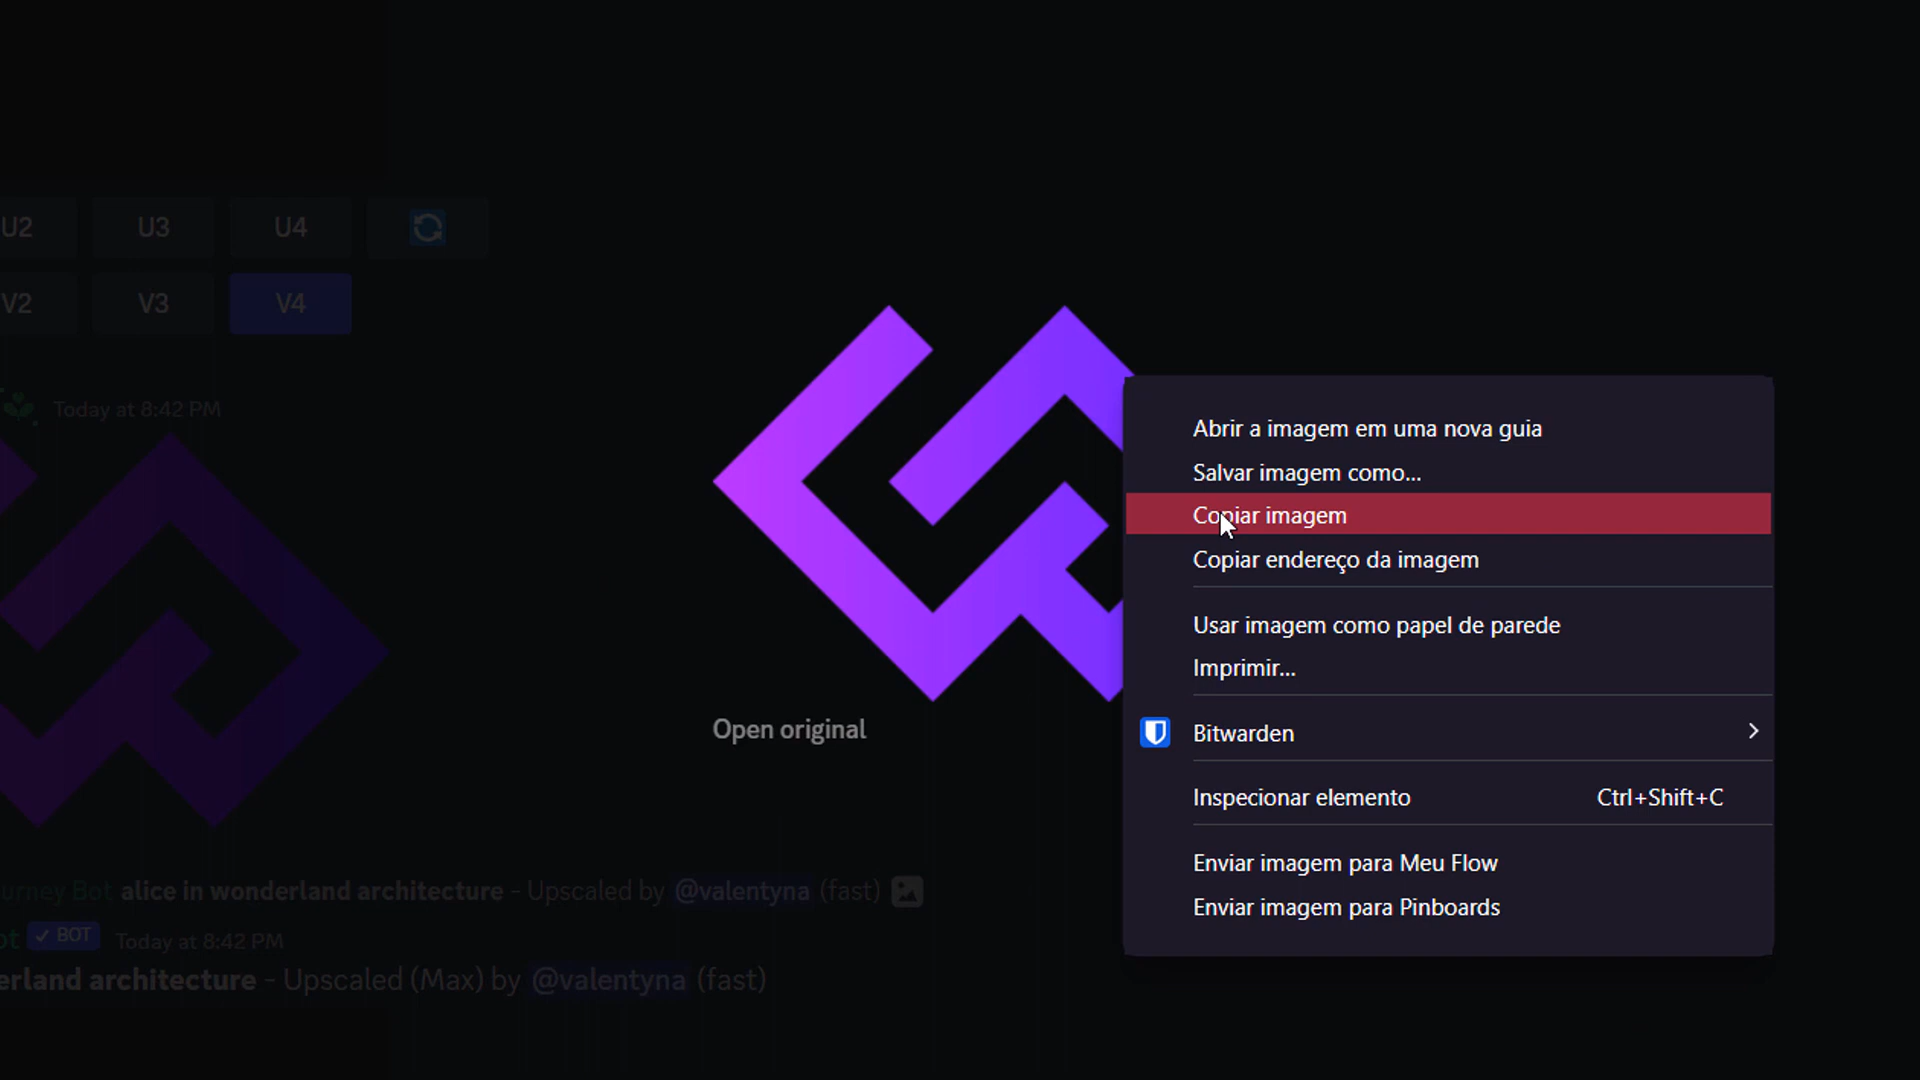 U2 U3 U4
V2 V3 V4
Today at 8:42 PM
Abrir a imagem em uma nova guia
Salvar imagem como...
Copiar imagem
Copiar endereço da imagem
Usar imagem como papel de parede
Imprimir...
Open original
Bitwarden
Inspecionar elemento Ctrl+Shift+C
Enviar imagem para Meu Flow
Enviar imagem para Pinboards
urney Bot alice in wonderland architecture - Upscaled by @valentyna (fast)
ot ✓ BOT Today at 8:42 PM
erland architecture - Upscaled (Max) by @valentyna (fast)